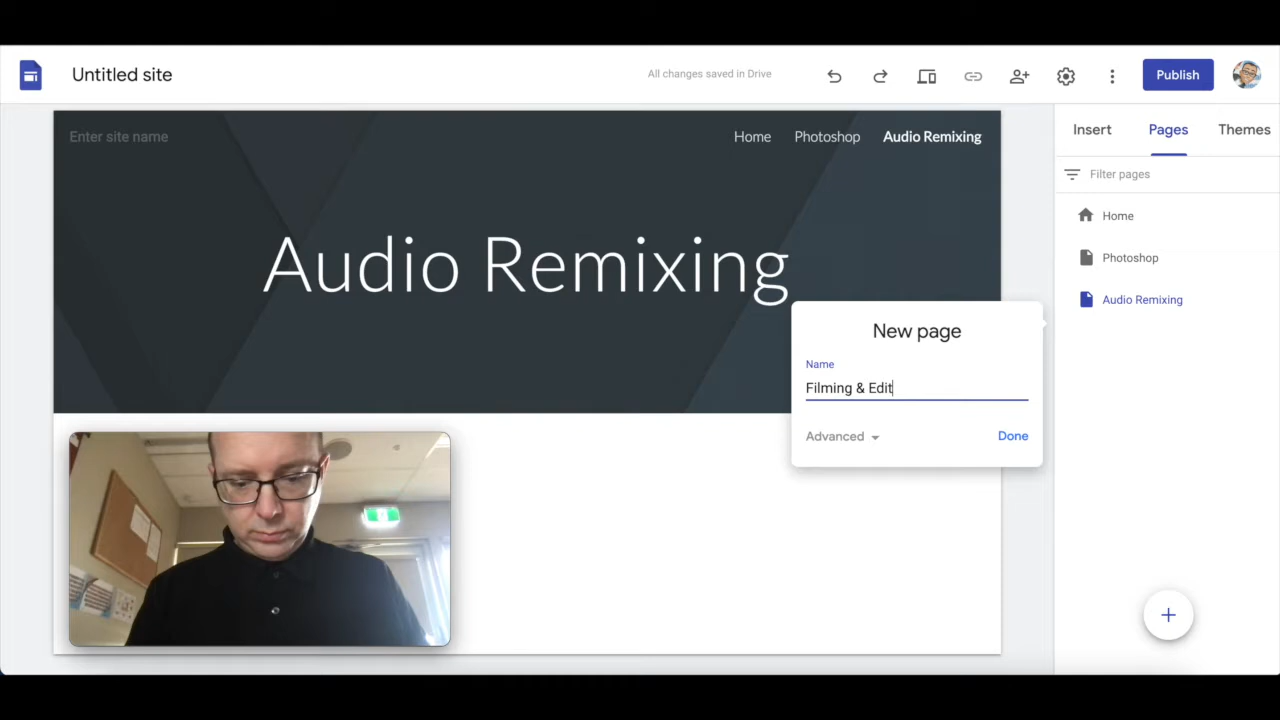 Untitled site
All changes saved in Drive
Publish
Enter site name
Home
Photoshop
Audio Remixing
Insert
Pages
Themes
Filter pages
Home
Photoshop
Audio Remixing
Audio Remixing
New page
Name
Filming & Edit
Advanced
Done